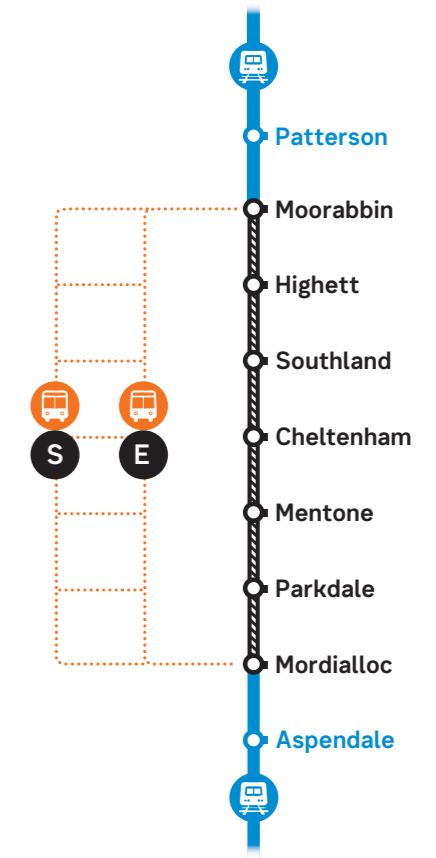 Patterson
Moorabbin
Highett
Southland
S E
Cheltenham
Mentone
Parkdale
Mordialloc
Aspendale